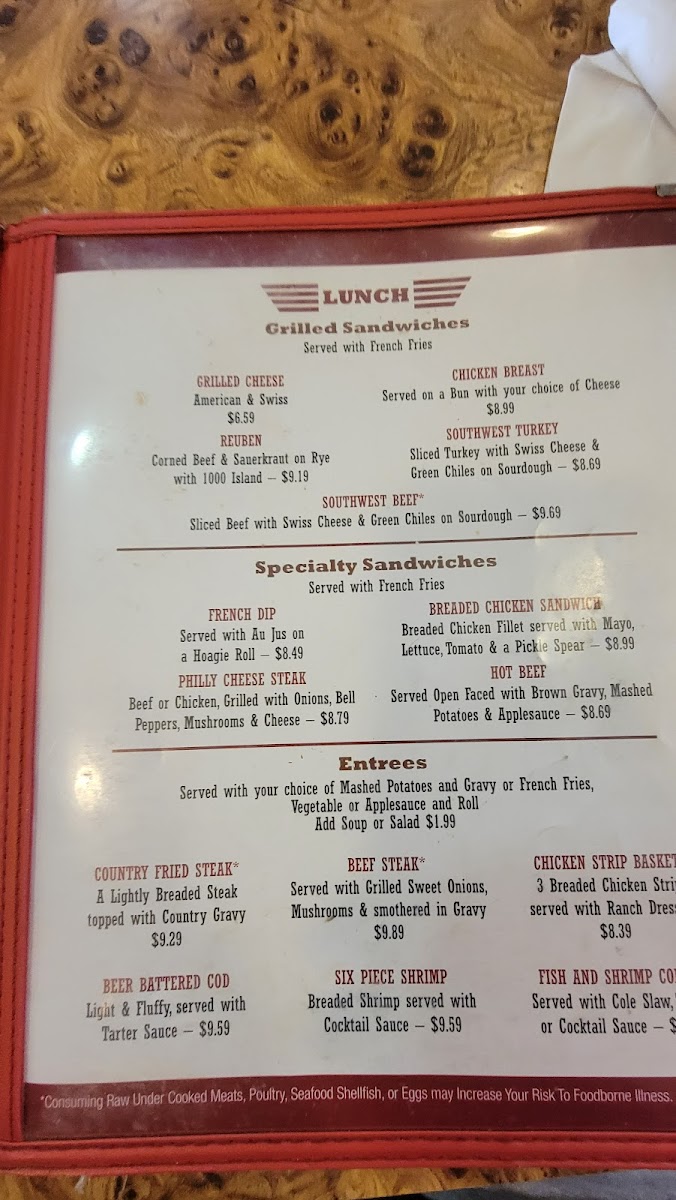 LUNCH
Grilled Sandwiches
Served with French Fries
GRILLED CHEESE
American & Swiss
$6.59
CHICKEN BREAST
Served on a Bun with your choice of Cheese
$8.99
REUBEN
Corned Beef & Sauerkraut on Rye
with 1000 Island – $9.19
SOUTHWEST TURKEY
Sliced Turkey with Swiss Cheese &
Green Chiles on Sourdough – $8.69
SOUTHWEST BEEF*
Sliced Beef with Swiss Cheese & Green Chiles on Sourdough – $9.69
Specialty Sandwiches
Served with French Fries
FRENCH DIP
Served with Au Jus on
a Hoagie Roll – $8.49
BREADED CHICKEN SANDWICH
Breaded Chicken Fillet served with Mayo,
Lettuce, Tomato & a Pickle Spear – $8.99
PHILLY CHEESE STEAK
Beef or Chicken, Grilled with Onions, Bell
Peppers, Mushrooms & Cheese – $8.79
HOT BEEF
Served Open Faced with Brown Gravy, Mashed
Potatoes & Applesauce – $8.69
Entrees
Served with your choice of Mashed Potatoes and Gravy or French Fries,
Vegetable or Applesauce and Roll
Add Soup or Salad $1.99
COUNTRY FRIED STEAK*
A Lightly Breaded Steak
topped with Country Gravy
$9.29
BEEF STEAK*
Served with Grilled Sweet Onions,
Mushrooms & smothered in Gravy
$9.89
CHICKEN STRIP BASKET
3 Breaded Chicken Stri
served with Ranch Dres
$8.39
BEER BATTERED COD
Light & Fluffy, served with
Tarter Sauce – $9.59
SIX PIECE SHRIMP
Breaded Shrimp served with
Cocktail Sauce – $9.59
FISH AND SHRIMP CO
Served with Cole Slaw,
or Cocktail Sauce – $
*Consuming Raw Under Cooked Meats, Poultry, Seafood Shellfish, or Eggs may Increase Your Risk To Foodborne Illness.